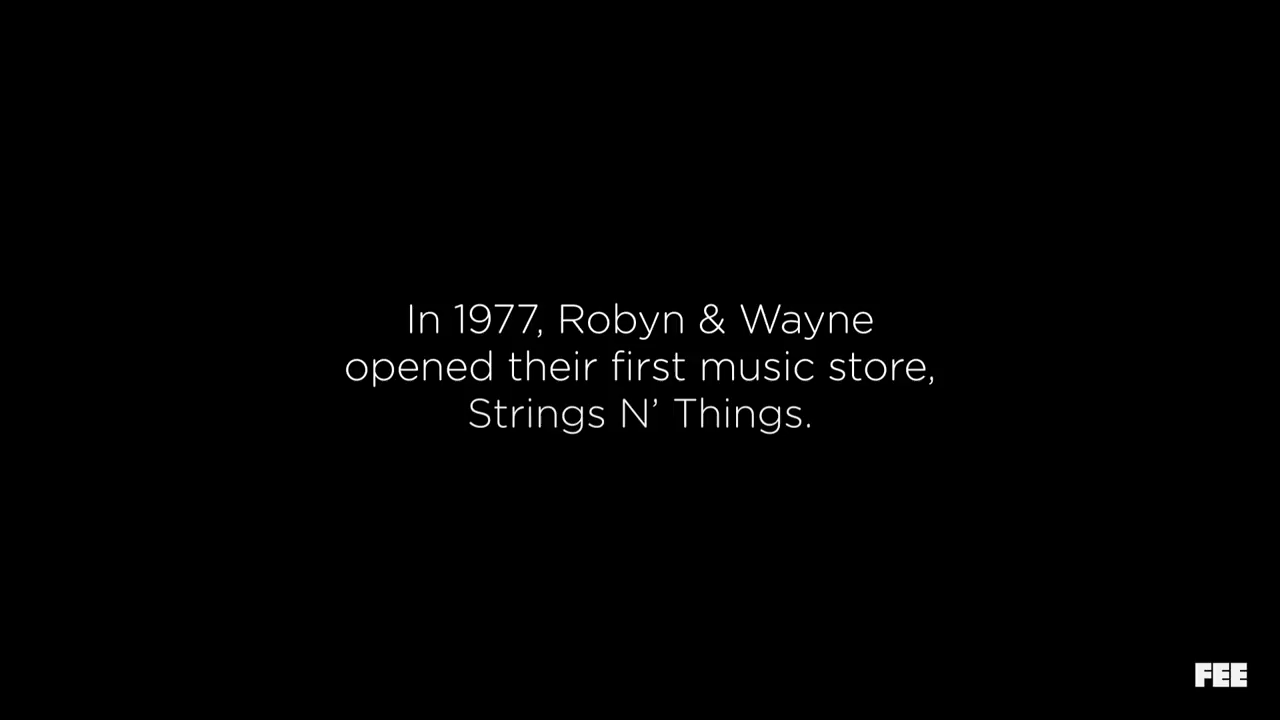 In 1977, Robyn & Wayne
opened their first music store,
Strings N’ Things.
FEE